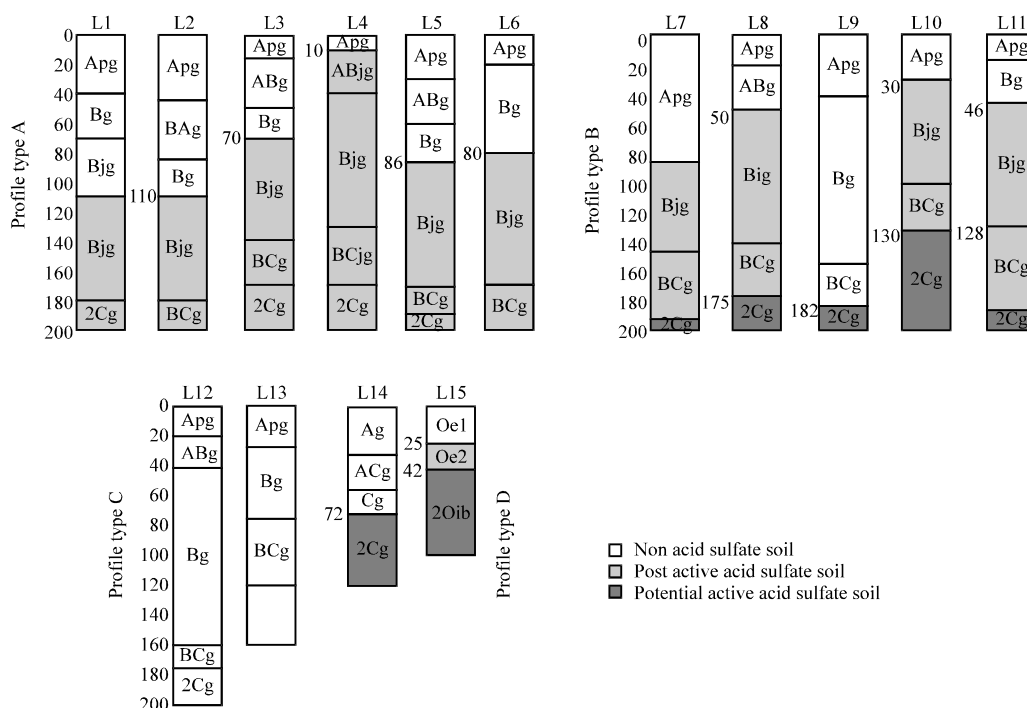 L1 L2 L3 L4 L5 L6
Profile type A
0
20
40
60
80
100
120
140
160
180
200
Apg
Bg
Bjg
Bjg
2Cg
110
Apg
BAg
Bg
Bjg
BCg
70
Apg
ABg
Bg
Bjg
BCg
2Cg
10
Apg
ABjg
Bjg
BCjg
2Cg
86
Apg
ABg
Bg
Bjg
BCg
2Cg
80
Apg
Bg
Bjg
BCg
L7 L8 L9 L10 L11
Profile type B
0
20
40
60
80
100
120
140
160
180
200
Apg
Bjg
BCg
2Cg
50
175
Apg
ABg
Big
BCg
2Cg
182
Apg
Bg
BCg
2Cg
30
130
Apg
Bjg
BCg
2Cg
46
128
Apg
Bg
Bjg
BCg
2Cg
L12 L13 L14 L15
Profile type C
0
20
40
60
80
100
120
140
160
180
200
Apg
ABg
Bg
BCg
2Cg
Apg
Bg
BCg
72
Ag
ACg
Cg
2Cg
25
42
Oe1
Oe2
2Oib
Profile type D
Non acid sulfate soil
Post active acid sulfate soil
Potential active acid sulfate soil